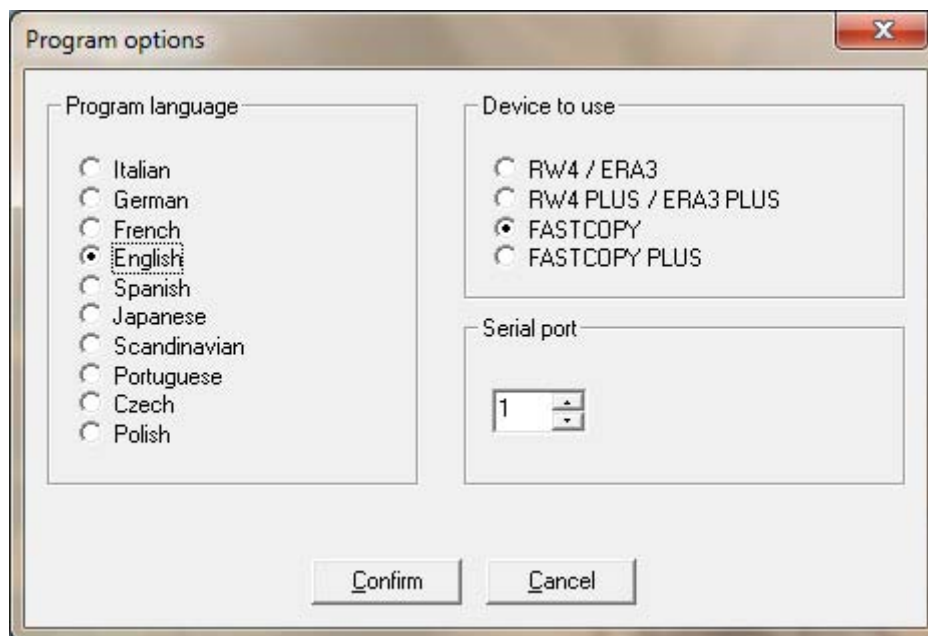 Program options
Program language
Italian
German
French
English
Spanish
Japanese
Scandinavian
Portuguese
Czech
Polish
Device to use
RW4 / ERA3
RW4 PLUS / ERA3 PLUS
FASTCOPY
FASTCOPY PLUS
Serial port
1
Confirm
Cancel